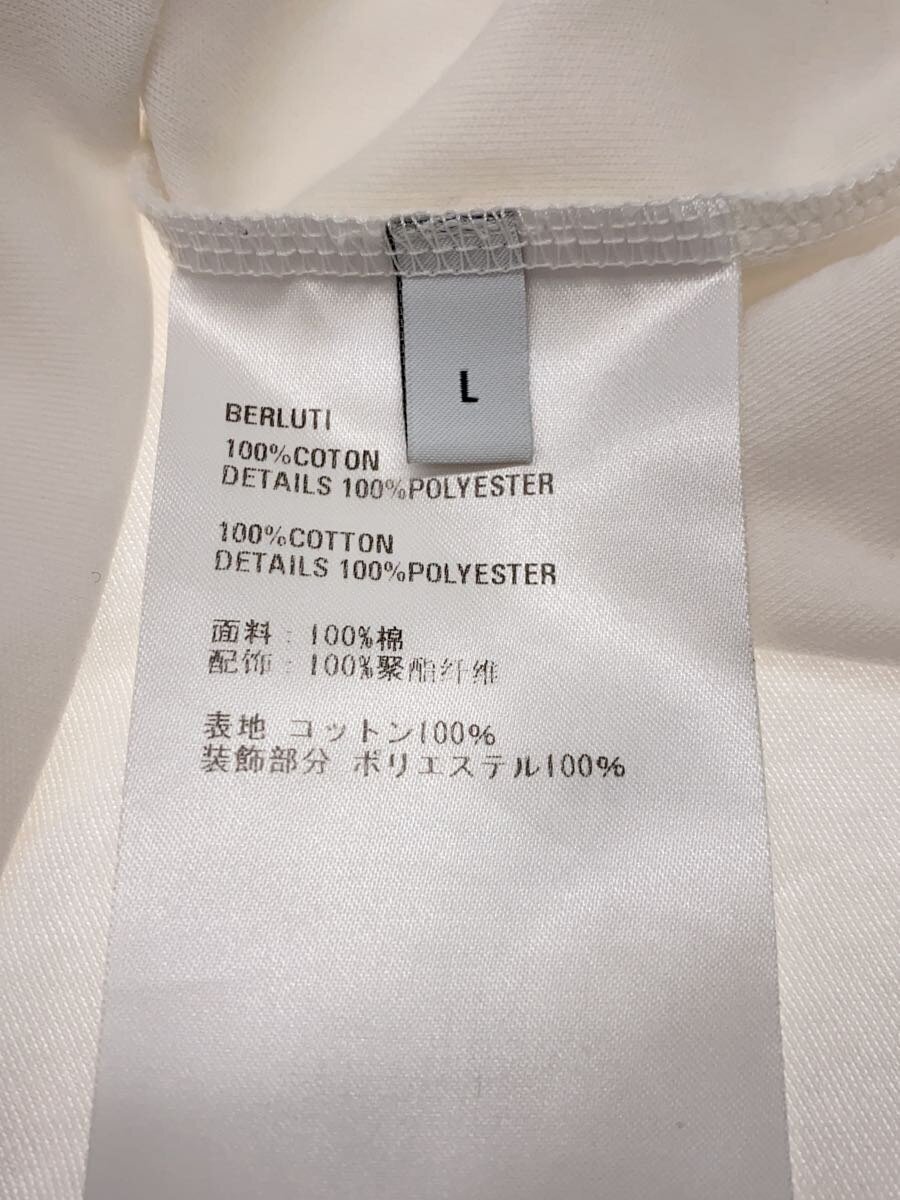 L
BERLUTI
100%COTON
DETAILS 100%POLYESTER
100%COTTON
DETAILS 100%POLYESTER
面料：100%棉
配饰：100%聚酯纤维
表地 コットン100%
装飾部分 ポリエステル100%